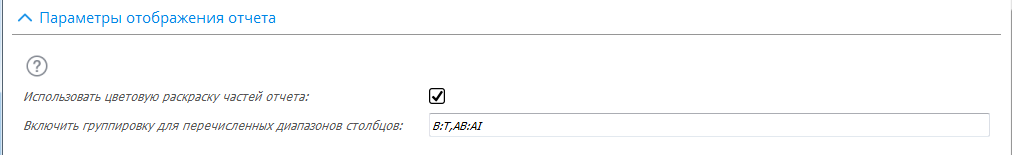 Параметры отображения отчета
?
Использовать цветовую раскраску частей отчета:
Включить группировку для перечисленных диапазонов столбцов: B:T,AB:AI